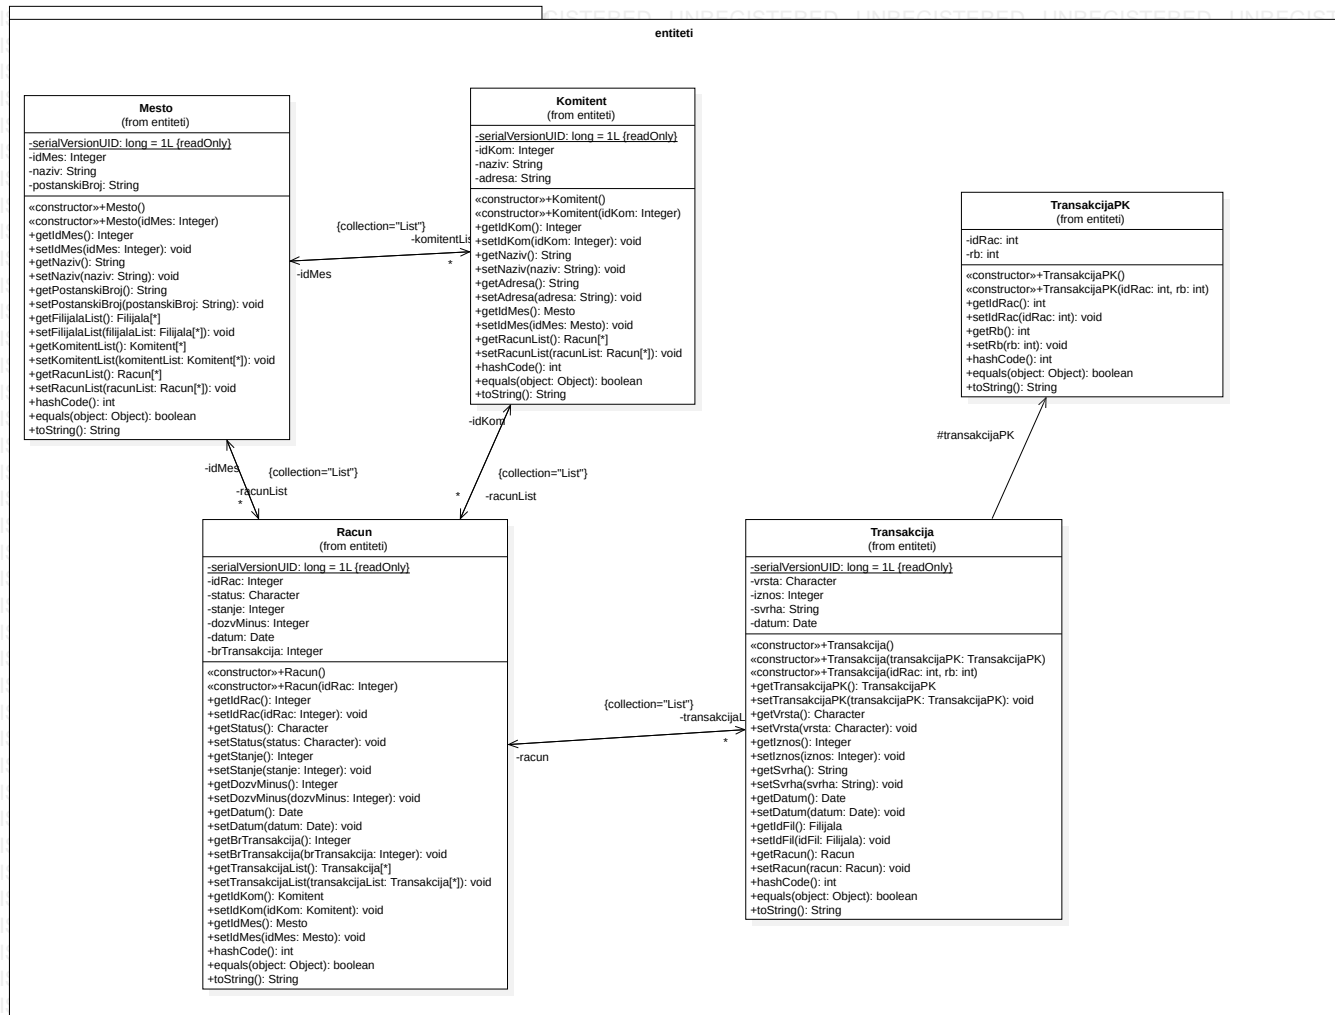 UNREGISTERED UNREGISTERED UNREGISTERED UNREGISTERED
entiteti
Mesto
(from entiteti)
-serialVersionUID: long = 1L {readOnly}
-idMes: Integer
-naziv: String
-postanskiBroj: String
«constructor»+Mesto()
«constructor»+Mesto(idMes: Integer)
+getIdMes(): Integer
+setIdMes(idMes: Integer): void
+getNaziv(): String
+setNaziv(naziv: String): void
+getPostanskiBroj(): String
+setPostanskiBroj(postanskiBroj: String): void
+getFilijalaList(): Filijala[*]
+setFilijalaList(filijalaList: Filijala[*]): void
+getKomitentList(): Komitent[*]
+setKomitentList(komitentList: Komitent[*]): void
+getRacunList(): Racun[*]
+setRacunList(racunList: Racun[*]): void
+hashCode(): int
+equals(object: Object): boolean
+toString(): String
{collection="List"}
-komitentLis
*
-idMes
Komitent
(from entiteti)
-serialVersionUID: long = 1L {readOnly}
-idKom: Integer
-naziv: String
-adresa: String
«constructor»+Komitent()
«constructor»+Komitent(idKom: Integer)
+getIdKom(): Integer
+setIdKom(idKom: Integer): void
+getNaziv(): String
+setNaziv(naziv: String): void
+getAdresa(): String
+setAdresa(adresa: String): void
+getIdMes(): Mesto
+setIdMes(idMes: Mesto): void
+getRacunList(): Racun[*]
+setRacunList(racunList: Racun[*]): void
+hashCode(): int
+equals(object: Object): boolean
+toString(): String
TransakcijaPK
(from entiteti)
-idRac: int
-rb: int
«constructor»+TransakcijaPK()
«constructor»+TransakcijaPK(idRac: int, rb: int)
+getIdRac(): int
+setIdRac(idRac: int): void
+getRb(): int
+setRb(rb: int): void
+hashCode(): int
+equals(object: Object): boolean
+toString(): String
#transakcijaPK
-idMes
{collection="List"}
-racunList
*
-idKom
{collection="List"}
*
-racunList
Racun
(from entiteti)
-serialVersionUID: long = 1L {readOnly}
-idRac: Integer
-status: Character
-stanje: Integer
-dozvMinus: Integer
-datum: Date
-brTransakcija: Integer
«constructor»+Racun()
«constructor»+Racun(idRac: Integer)
+getIdRac(): Integer
+setIdRac(idRac: Integer): void
+getStatus(): Character
+setStatus(status: Character): void
+getStanje(): Integer
+setStanje(stanje: Integer): void
+getDozvMinus(): Integer
+setDozvMinus(dozvMinus: Integer): void
+getDatum(): Date
+setDatum(datum: Date): void
+getBrTransakcija(): Integer
+setBrTransakcija(brTransakcija: Integer): void
+getTransakcijaList(): Transakcija[*]
+setTransakcijaList(transakcijaList: Transakcija[*]): void
+getIdKom(): Komitent
+setIdKom(idKom: Komitent): void
+getIdMes(): Mesto
+setIdMes(idMes: Mesto): void
+hashCode(): int
+equals(object: Object): boolean
+toString(): String
{collection="List"}
-transakcijaL
*
-racun
Transakcija
(from entiteti)
-serialVersionUID: long = 1L {readOnly}
-vrsta: Character
-iznos: Integer
-svrha: String
-datum: Date
«constructor»+Transakcija()
«constructor»+Transakcija(transakcijaPK: TransakcijaPK)
«constructor»+Transakcija(idRac: int, rb: int)
+getTransakcijaPK(): TransakcijaPK
+setTransakcijaPK(transakcijaPK: TransakcijaPK): void
+getVrsta(): Character
+setVrsta(vrsta: Character): void
+getIznos(): Integer
+setIznos(iznos: Integer): void
+getSvrha(): String
+setSvrha(svrha: String): void
+getDatum(): Date
+setDatum(datum: Date): void
+getIdFil(): Filijala
+setIdFil(idFil: Filijala): void
+getRacun(): Racun
+setRacun(racun: Racun): void
+hashCode(): int
+equals(object: Object): boolean
+toString(): String